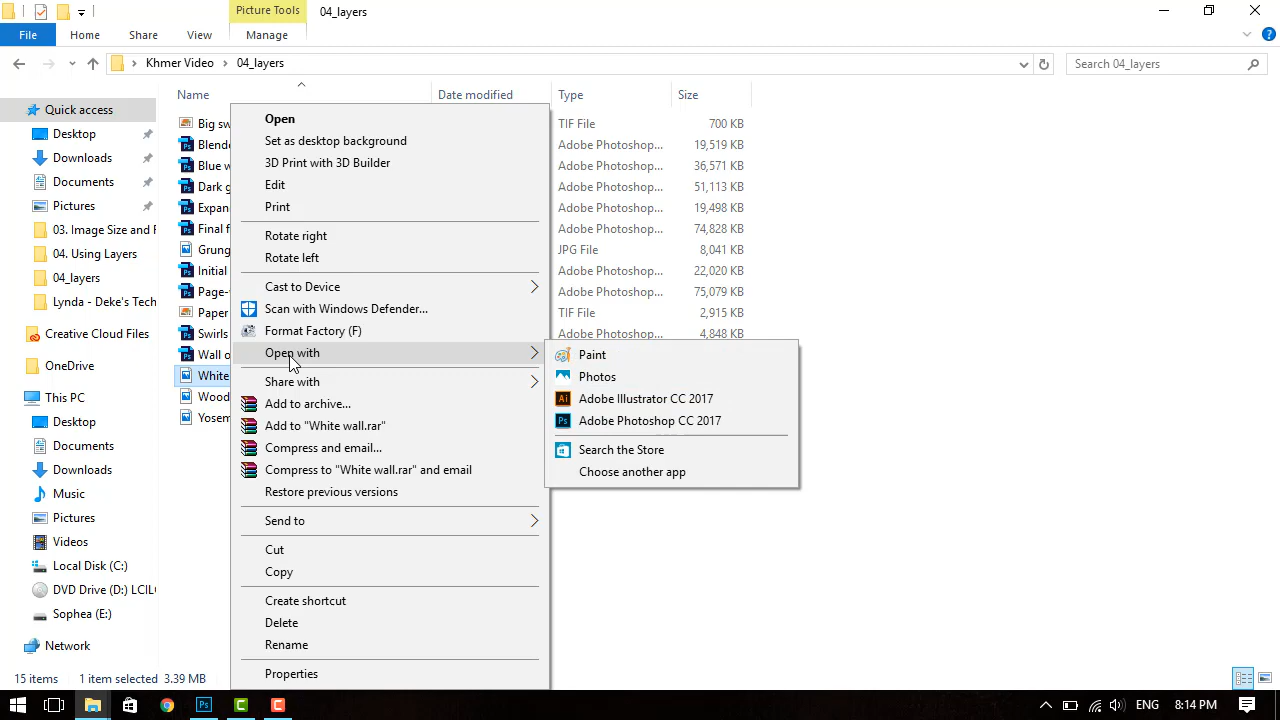 Picture Tools
04_layers
File
Home
Share
View
Manage
Khmer Video
04_layers
Search 04_layers
Name
Date modified
Type
Size
Quick access
Desktop
Downloads
Documents
Pictures
03. Image Size and
04. Using Layers
04_layers
Lynda - Deke's Tech
Creative Cloud Files
OneDrive
This PC
Desktop
Documents
Downloads
Music
Pictures
Videos
Local Disk (C:)
DVD Drive (D:) LCILC
Sophea (E:)
Network
Big sw
TIF File
700 KB
Blend
Adobe Photoshop...
19,519 KB
Blue w
Adobe Photoshop...
36,571 KB
Dark g
Adobe Photoshop...
51,113 KB
Expan
Adobe Photoshop...
19,498 KB
Final f
Adobe Photoshop...
74,828 KB
Grung
JPG File
8,041 KB
Initial
Adobe Photoshop...
22,020 KB
Page-
Adobe Photoshop...
75,079 KB
Paper
TIF File
2,915 KB
Swirls
Adobe Photoshop...
4,848 KB
Wall o
White
Wood
Yosem
Open
Set as desktop background
3D Print with 3D Builder
Edit
Print
Rotate right
Rotate left
Cast to Device
Scan with Windows Defender...
Format Factory (F)
Open with
Share with
Add to archive...
Add to "White wall.rar"
Compress and email...
Compress to "White wall.rar" and email
Restore previous versions
Send to
Cut
Copy
Create shortcut
Delete
Rename
Properties
Paint
Photos
Adobe Illustrator CC 2017
Adobe Photoshop CC 2017
Search the Store
Choose another app
15 items
1 item selected
3.39 MB
ENG
8:14 PM